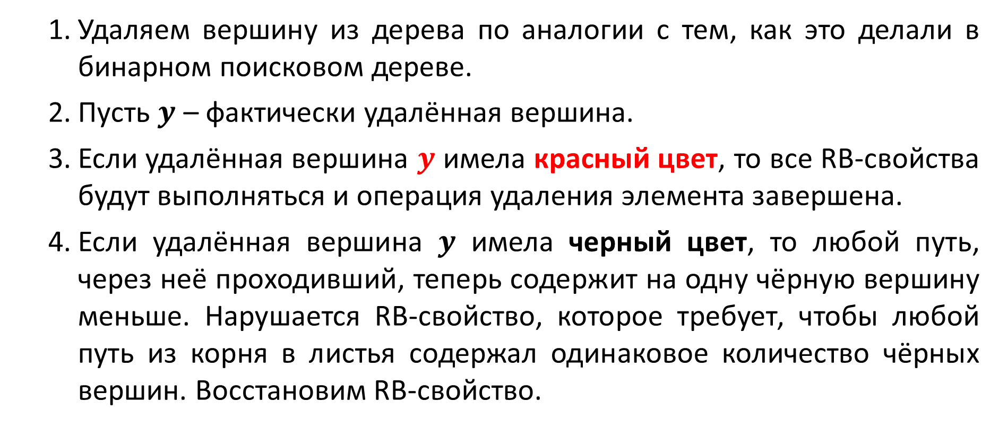 1. Удаляем вершину из дерева по аналогии с тем, как это делали в
бинарном поисковом дереве.
2. Пусть y – фактически удалённая вершина.
3. Если удалённая вершина y имела красный цвет, то все RB-свойства
будут выполняться и операция удаления элемента завершена.
4. Если удалённая вершина y имела черный цвет, то любой путь,
через неё проходивший, теперь содержит на одну чёрную вершину
меньше. Нарушается RB-свойство, которое требует, чтобы любой
путь из корня в листья содержал одинаковое количество чёрных
вершин. Восстановим RB-свойство.